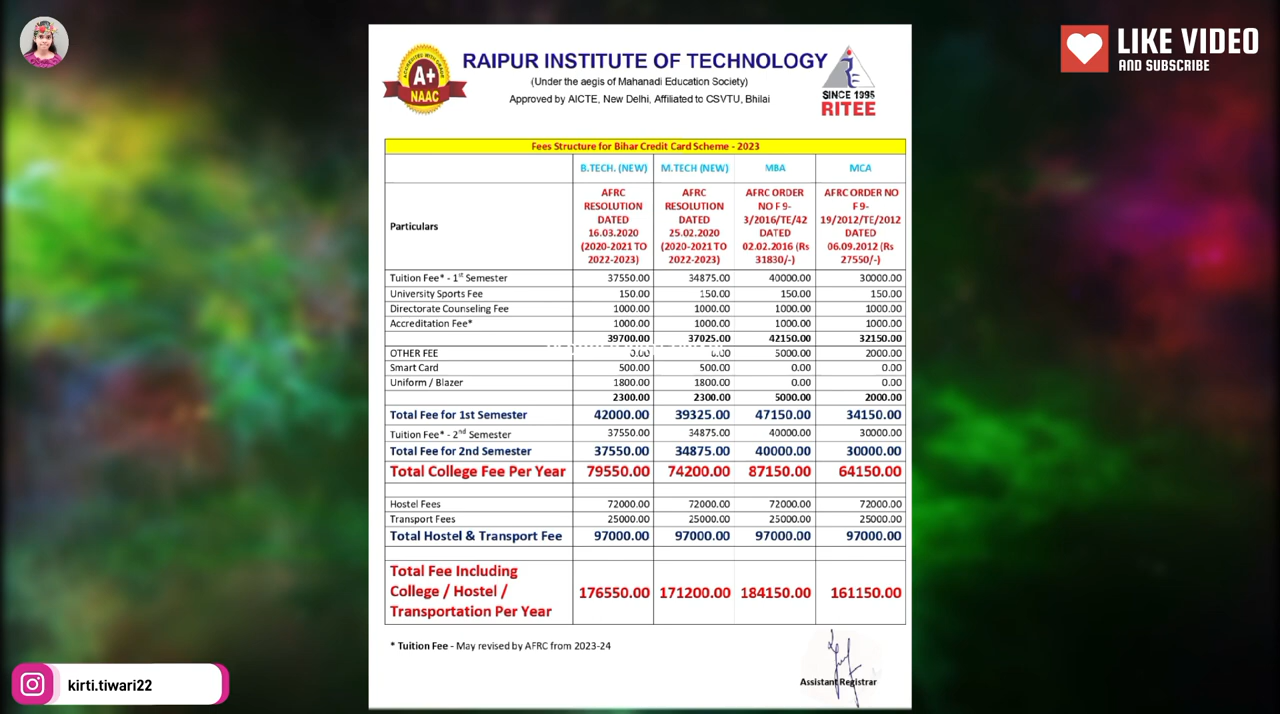 LIKE VIDEO
AND SUBSCRIBE
ACCREDITED WITH GRADE
A+
NAAC
RAIPUR INSTITUTE OF TECHNOLOGY
(Under the aegis of Mahanadi Education Society)
Approved by AICTE, New Delhi, Affiliated to CSVTU, Bhilai
SINCE 1995
RITEE
Fees Structure for Bihar Credit Card Scheme - 2023
B.TECH. (NEW) M.TECH (NEW) MBA MCA
Particulars
AFRC
RESOLUTION
DATED
16.03.2020
(2020-2021 TO
2022-2023)
AFRC
RESOLUTION
DATED
25.02.2020
(2020-2021 TO
2022-2023)
AFRC ORDER
NO F 9-
3/2016/TE/42
DATED
02.02.2016 (Rs
31830/-)
AFRC ORDER NO
F 9-
19/2012/TE/2012
DATED
06.09.2012 (Rs
27550/-)
Tuition Fee* - 1st Semester 37550.00 34875.00 40000.00 30000.00
University Sports Fee 150.00 150.00 150.00 150.00
Directorate Counseling Fee 1000.00 1000.00 1000.00 1000.00
Accreditation Fee* 1000.00 1000.00 1000.00 1000.00
39700.00 37025.00 42150.00 32150.00
OTHER FEE 0.00 0.00 5000.00 2000.00
Smart Card 500.00 500.00 0.00 0.00
Uniform / Blazer 1800.00 1800.00 0.00 0.00
2300.00 2300.00 5000.00 2000.00
Total Fee for 1st Semester 42000.00 39325.00 47150.00 34150.00
Tuition Fee* - 2nd Semester 37550.00 34875.00 40000.00 30000.00
Total Fee for 2nd Semester 37550.00 34875.00 40000.00 30000.00
Total College Fee Per Year 79550.00 74200.00 87150.00 64150.00
Hostel Fees 72000.00 72000.00 72000.00 72000.00
Transport Fees 25000.00 25000.00 25000.00 25000.00
Total Hostel & Transport Fee 97000.00 97000.00 97000.00 97000.00
Total Fee Including
College / Hostel /
Transportation Per Year
176550.00 171200.00 184150.00 161150.00
* Tuition Fee - May revised by AFRC from 2023-24
Assistant Registrar
kirti.tiwari22